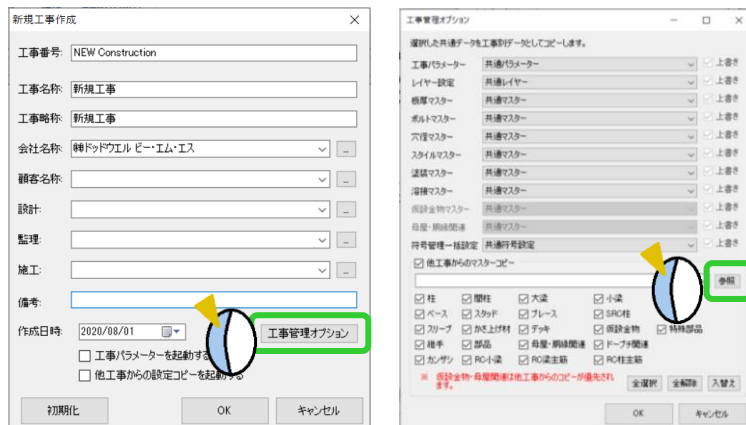 新規工事作成
工事番号: NEW Construction
工事名称: 新規工事
工事略称: 新規工事
会社名称: ㈱ドッドウエル ビー・エム・エス
...
顧客名称:
...
設計:
...
監理:
...
施工:
...
備考:
作成日時: 2020/08/01
工事管理オプション
工事パラメーターを起動する
他工事からの設定コピーを起動する
初期化 OK キャンセル
工事管理オプション
選択した共通データを工事別データとしてコピーします。
工事パラメーター 共通パラメーター 上書き
レイヤー設定 共通レイヤー 上書き
板厚マスター 共通マスター 上書き
ボルトマスター 共通マスター 上書き
穴径マスター 共通マスター 上書き
スタイルマスター 共通マスター 上書き
塗装マスター 共通マスター 上書き
溶接マスター 共通マスター 上書き
仮設金物マスター 共通マスター 上書き
母屋・胴縁関連 共通マスター 上書き
符号管理一括設定 共通符号設定 上書き
他工事からのマスターコピー
参照
柱 間柱 大梁 小梁
ベース スタッド ブレース SRC柱
スリーブ かさ上げ材 デッキ 仮設金物 特殊部品
継手 部品 母屋・胴縁関連 ドープチ関連
カンザシ RC小梁 RC梁主筋 RC柱主筋
※ 仮設金物・母屋関連は他工事からのコピーが優先されます。
全選択 全解除 入替え
OK キャンセル